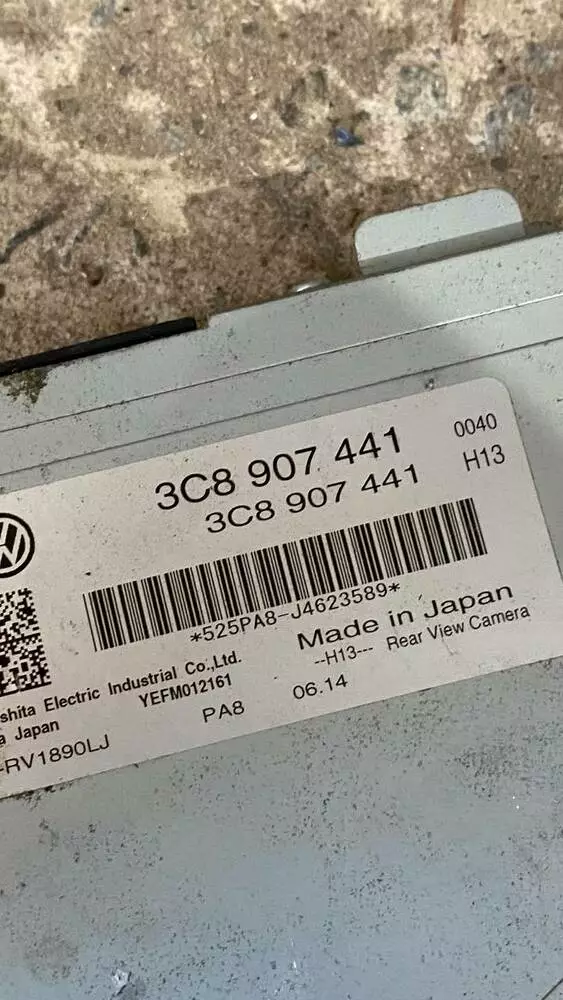 3C8 907 441 0040
3C8 907 441 H13
*525PA8-J4623589*
Made in Japan
shita Electric Industrial Co.,Ltd. --H13--- Rear View Camera
a Japan YEFM012161
-RV1890LJ PA8 06.14